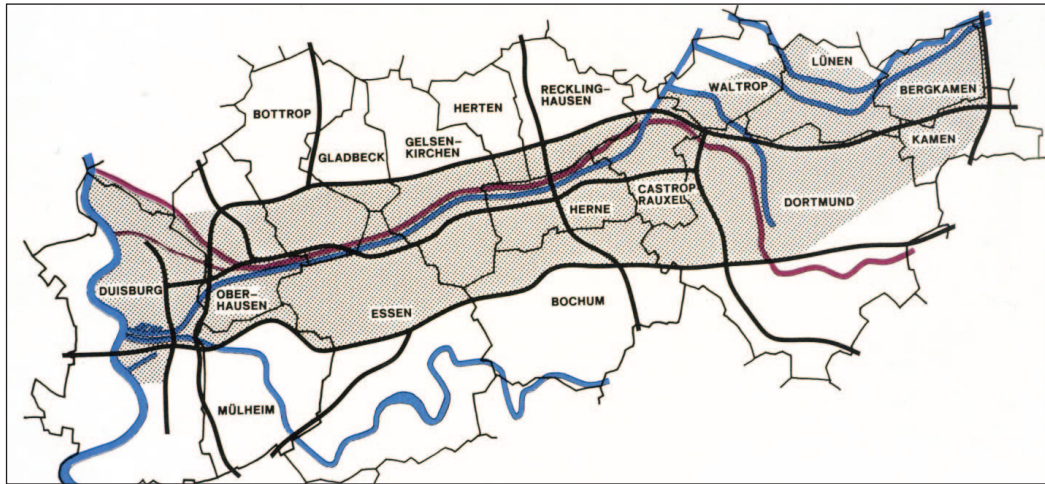 LÜNEN
WALTROP
BERGKAMEN
RECKLING-
HAUSEN
HERTEN
BOTTROP
GELSEN-
KIRCHEN
GLADBECK
KAMEN
CASTROP
RAUXEL
DORTMUND
HERNE
DUISBURG
OBER-
HAUSEN
ESSEN
BOCHUM
MÜLHEIM